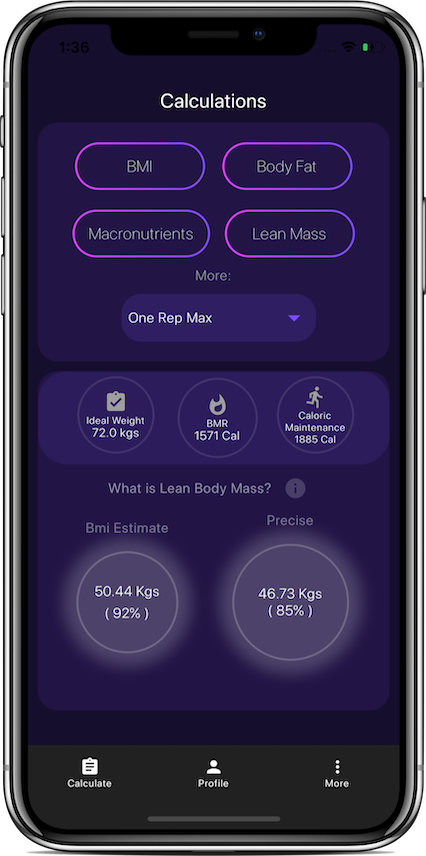 1:36
Calculations
BMI
Body Fat
Macronutrients
Lean Mass
More:
One Rep Max
Ideal Weight
72.0 kgs
BMR
1571 Cal
Caloric
Maintenance
1885 Cal
What is Lean Body Mass?
i
Bmi Estimate
50.44 Kgs
( 92% )
Precise
46.73 Kgs
( 85% )
Calculate
Profile
More